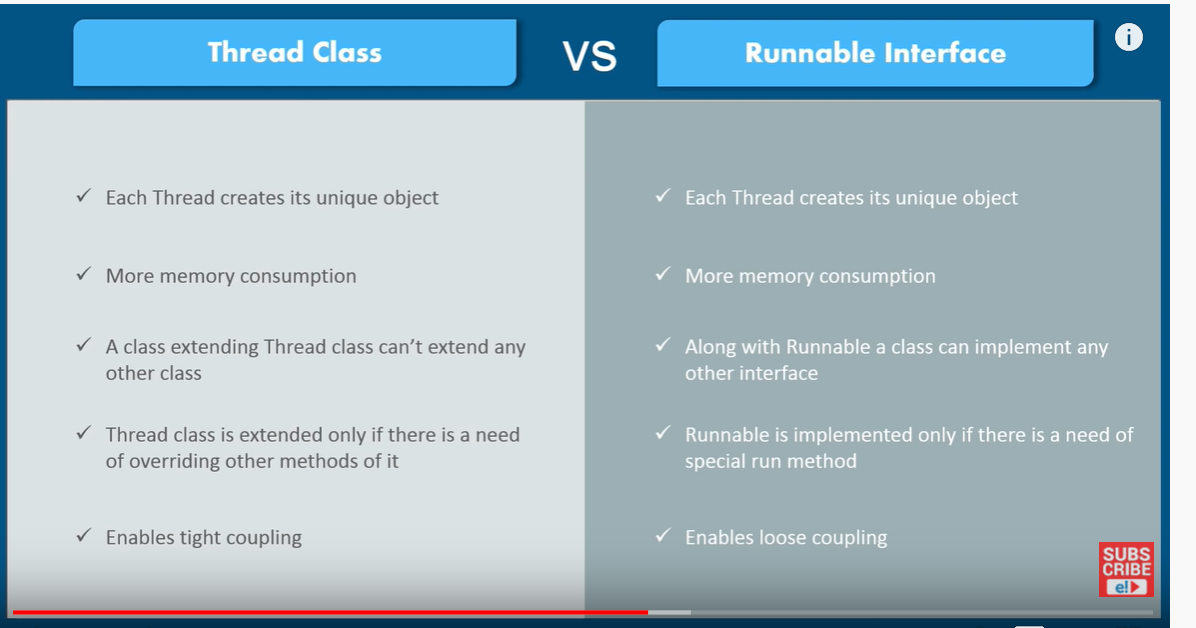 Thread Class
VS
Runnable Interface
i
✓ Each Thread creates its unique object
✓ More memory consumption
✓ A class extending Thread class can’t extend any
other class
✓ Thread class is extended only if there is a need
of overriding other methods of it
✓ Enables tight coupling
✓ Each Thread creates its unique object
✓ More memory consumption
✓ Along with Runnable a class can implement any
other interface
✓ Runnable is implemented only if there is a need of
special run method
✓ Enables loose coupling
SUBS
CRIBE
e!